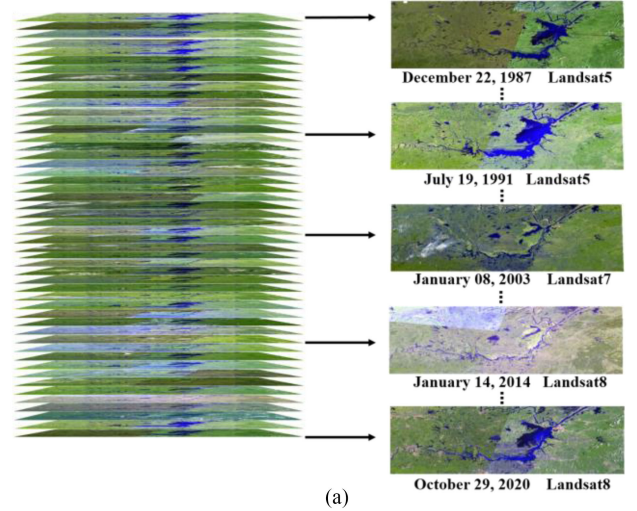 December 22, 1987 Landsat5
July 19, 1991 Landsat5
January 08, 2003 Landsat7
January 14, 2014 Landsat8
October 29, 2020 Landsat8
(a)